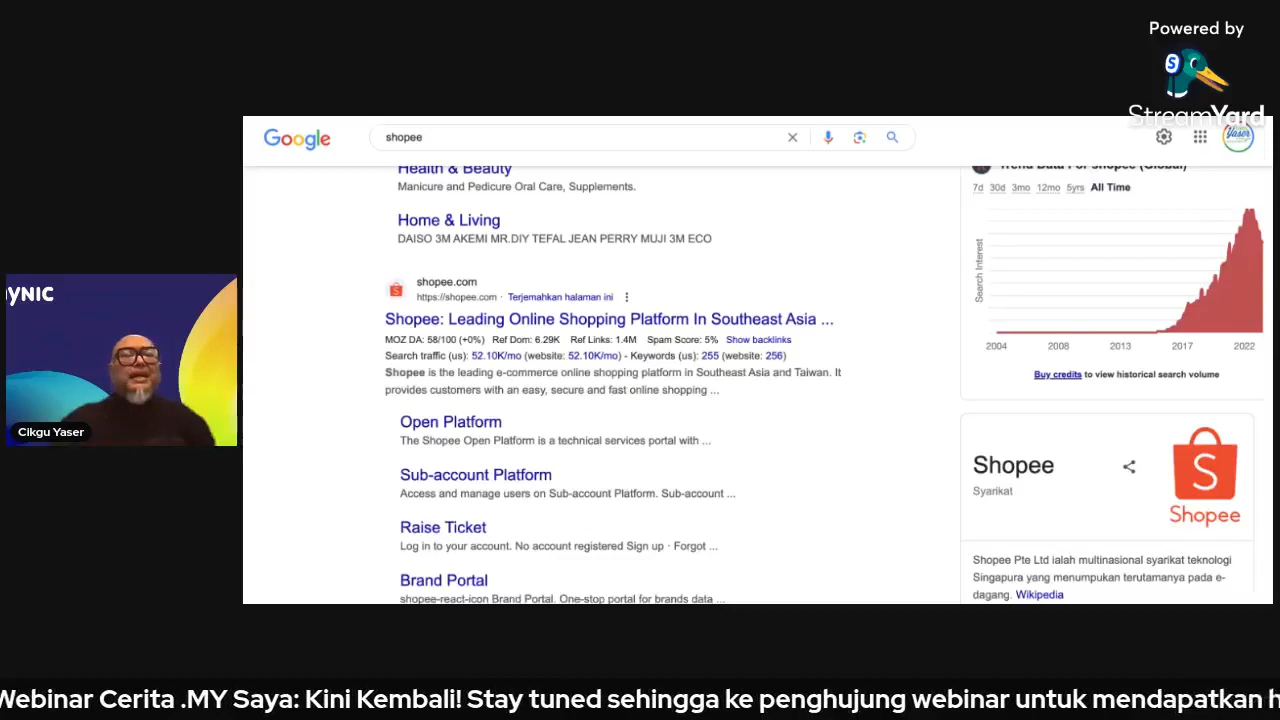 Powered by
StreamYard
Google
shopee
Health & Beauty
Manicure and Pedicure Oral Care, Supplements.
Home & Living
DAISO 3M AKEMI MR.DIY TEFAL JEAN PERRY MUJI 3M ECO
shopee.com
https://shopee.com · Terjemahkan halaman ini
Shopee: Leading Online Shopping Platform In Southeast Asia ...
MOZ DA: 58/100 (+0%) Ref Dom: 6.29K Ref Links: 1.4M Spam Score: 5% Show backlinks
Search traffic (us): 52.10K/mo (website: 52.10K/mo) - Keywords (us): 255 (website: 256)
Shopee is the leading e-commerce online shopping platform in Southeast Asia and Taiwan. It
provides customers with an easy, secure and fast online shopping ...
Open Platform
The Shopee Open Platform is a technical services portal with ...
Sub-account Platform
Access and manage users on Sub-account Platform. Sub-account ...
Raise Ticket
Log in to your account. No account registered Sign up · Forgot ...
Brand Portal
shopee-react-icon Brand Portal. One-stop portal for brands data ...
Trend Data For shopee (Global)
7d 30d 3mo 12mo 5yrs All Time
Search Interest
2004 2008 2013 2017 2022
Buy credits to view historical search volume
Shopee
Syarikat
S
Shopee
Shopee Pte Ltd ialah multinasional syarikat teknologi
Singapura yang menumpukan terutamanya pada e-
dagang. Wikipedia
YNIC
Cikgu Yaser
Webinar Cerita .MY Saya: Kini Kembali! Stay tuned sehingga ke penghujung webinar untuk mendapatkan h